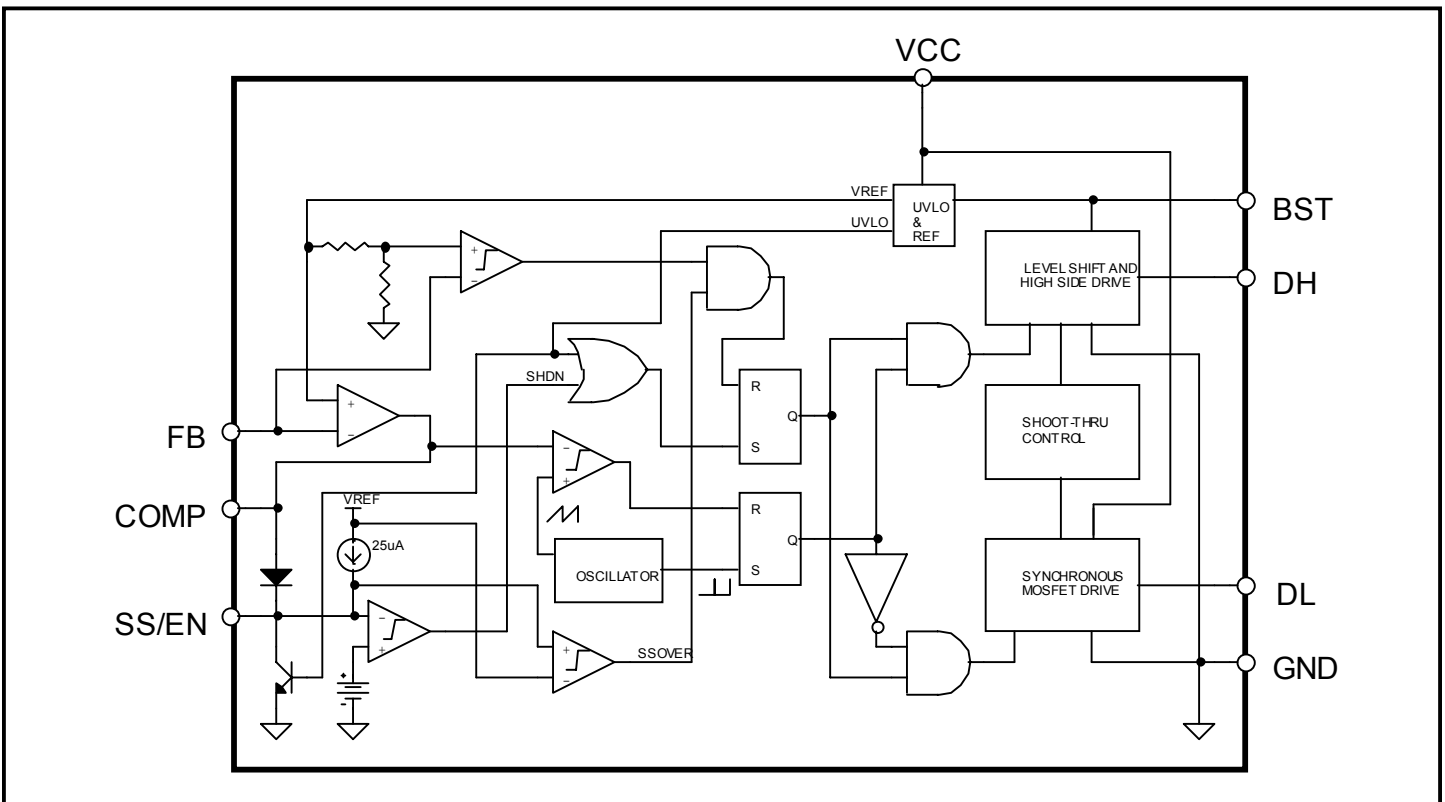 VCC
VREF
UVLO
UVLO
&
REF
BST
+
-
LEVEL SHIFT AND
HIGH SIDE DRIVE
DH
SHDN
R
Q
S
+
-
FB
SHOOT-THRU
CONTROL
-
+
COMP
VREF
25uA
R
Q
S
OSCILLATOR
SYNCHRONOUS
MOSFET DRIVE
DL
SS/EN
-
+
+
-
SSOVER
+
-
GND